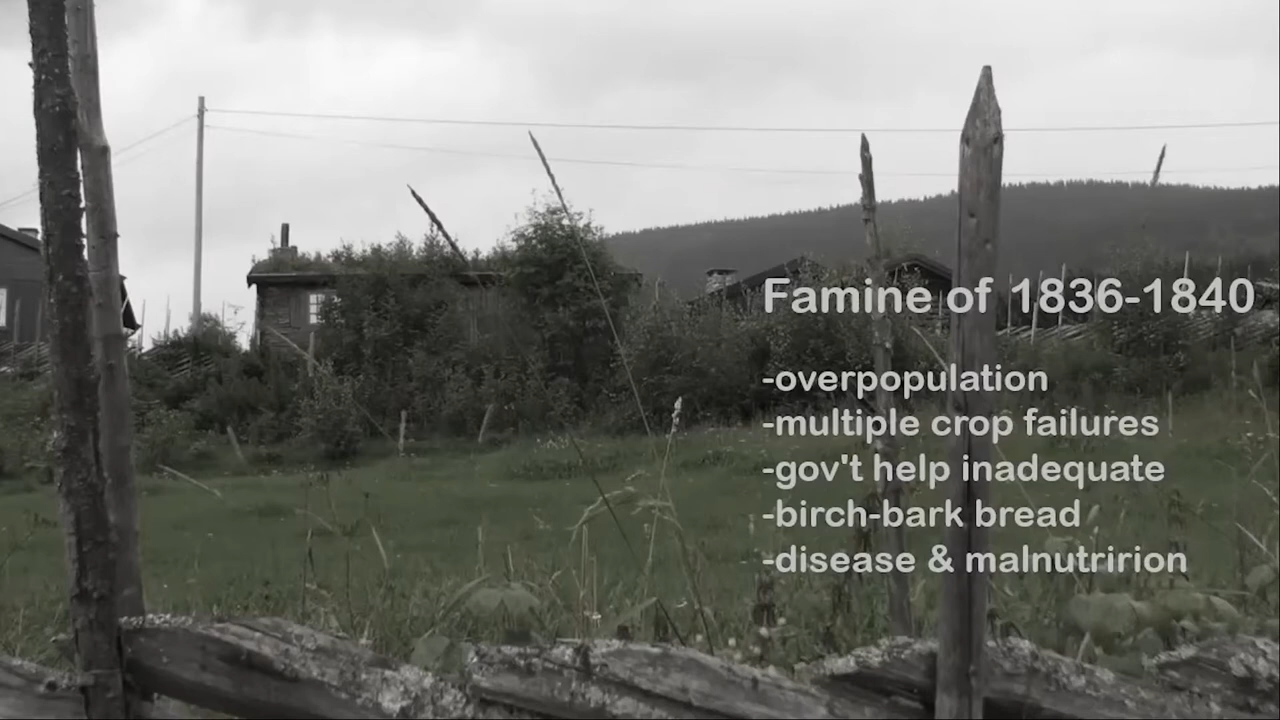 Famine of 1836-1840
-overpopulation
-multiple crop failures
-gov't help inadequate
-birch-bark bread
-disease & malnutririon